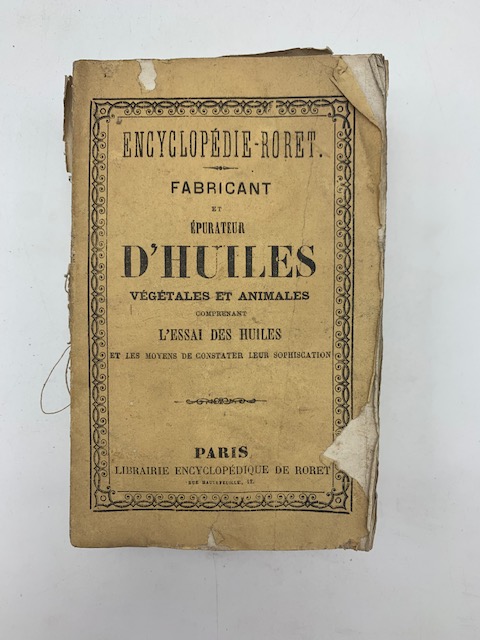 ENCYCLOPÉDIE-RORET.
FABRICANT
ET
ÉPURATEUR
D'HUILES
VÉGÉTALES ET ANIMALES
COMPRENANT
L'ESSAI DES HUILES
ET LES MOYENS DE CONSTATER LEUR SOPHISCATION
PARIS
LIBRAIRIE ENCYCLOPÉDIQUE DE RORET
RUE HAUTEFEUILLE, 12.